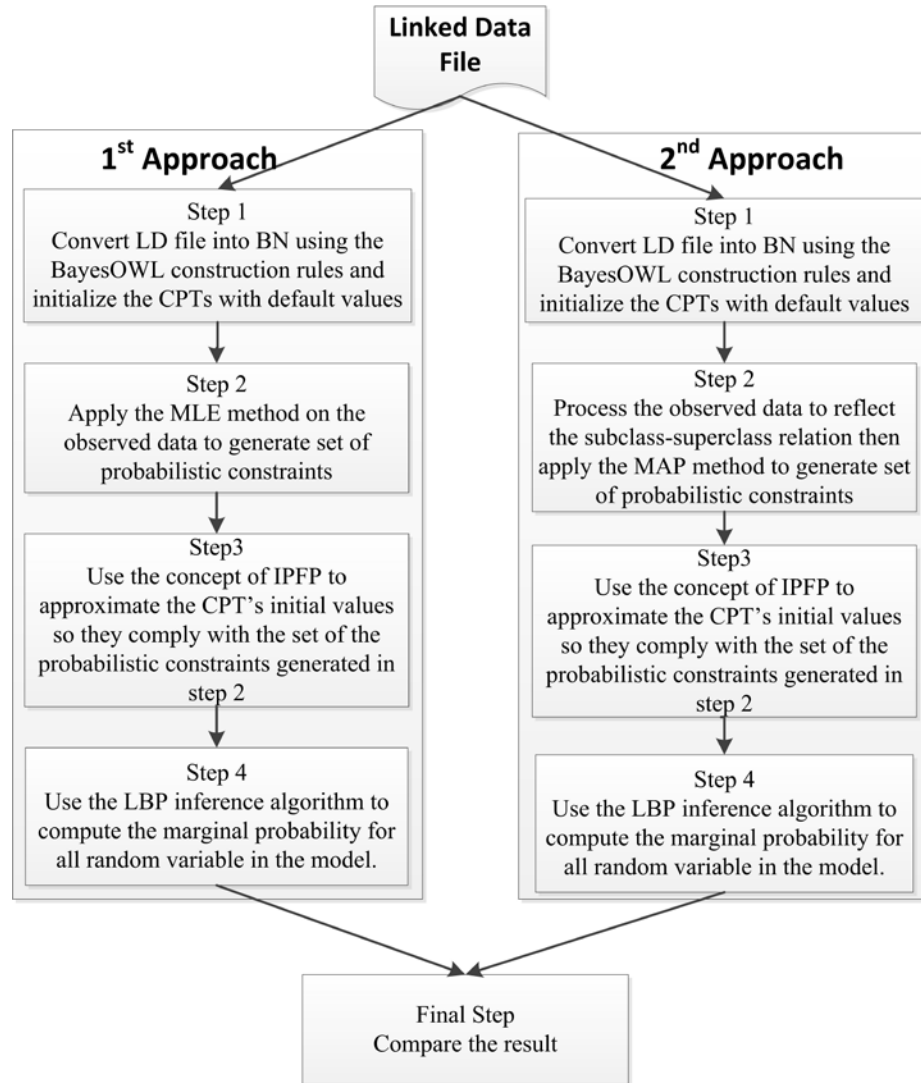 Linked Data
File
1st Approach
Step 1
Convert LD file into BN using the
BayesOWL construction rules and
initialize the CPTs with default values
Step 2
Apply the MLE method on the
observed data to generate set of
probabilistic constraints
Step3
Use the concept of IPFP to
approximate the CPT's initial values
so they comply with the set of the
probabilistic constraints generated in
step 2
Step 4
Use the LBP inference algorithm to
compute the marginal probability for
all random variable in the model.
2nd Approach
Step 1
Convert LD file into BN using the
BayesOWL construction rules and
initialize the CPTs with default values
Step 2
Process the observed data to reflect
the subclass-superclass relation then
apply the MAP method to generate set
of probabilistic constraints
Step3
Use the concept of IPFP to
approximate the CPT's initial values
so they comply with the set of the
probabilistic constraints generated in
step 2
Step 4
Use the LBP inference algorithm to
compute the marginal probability for
all random variable in the model.
Final Step
Compare the result